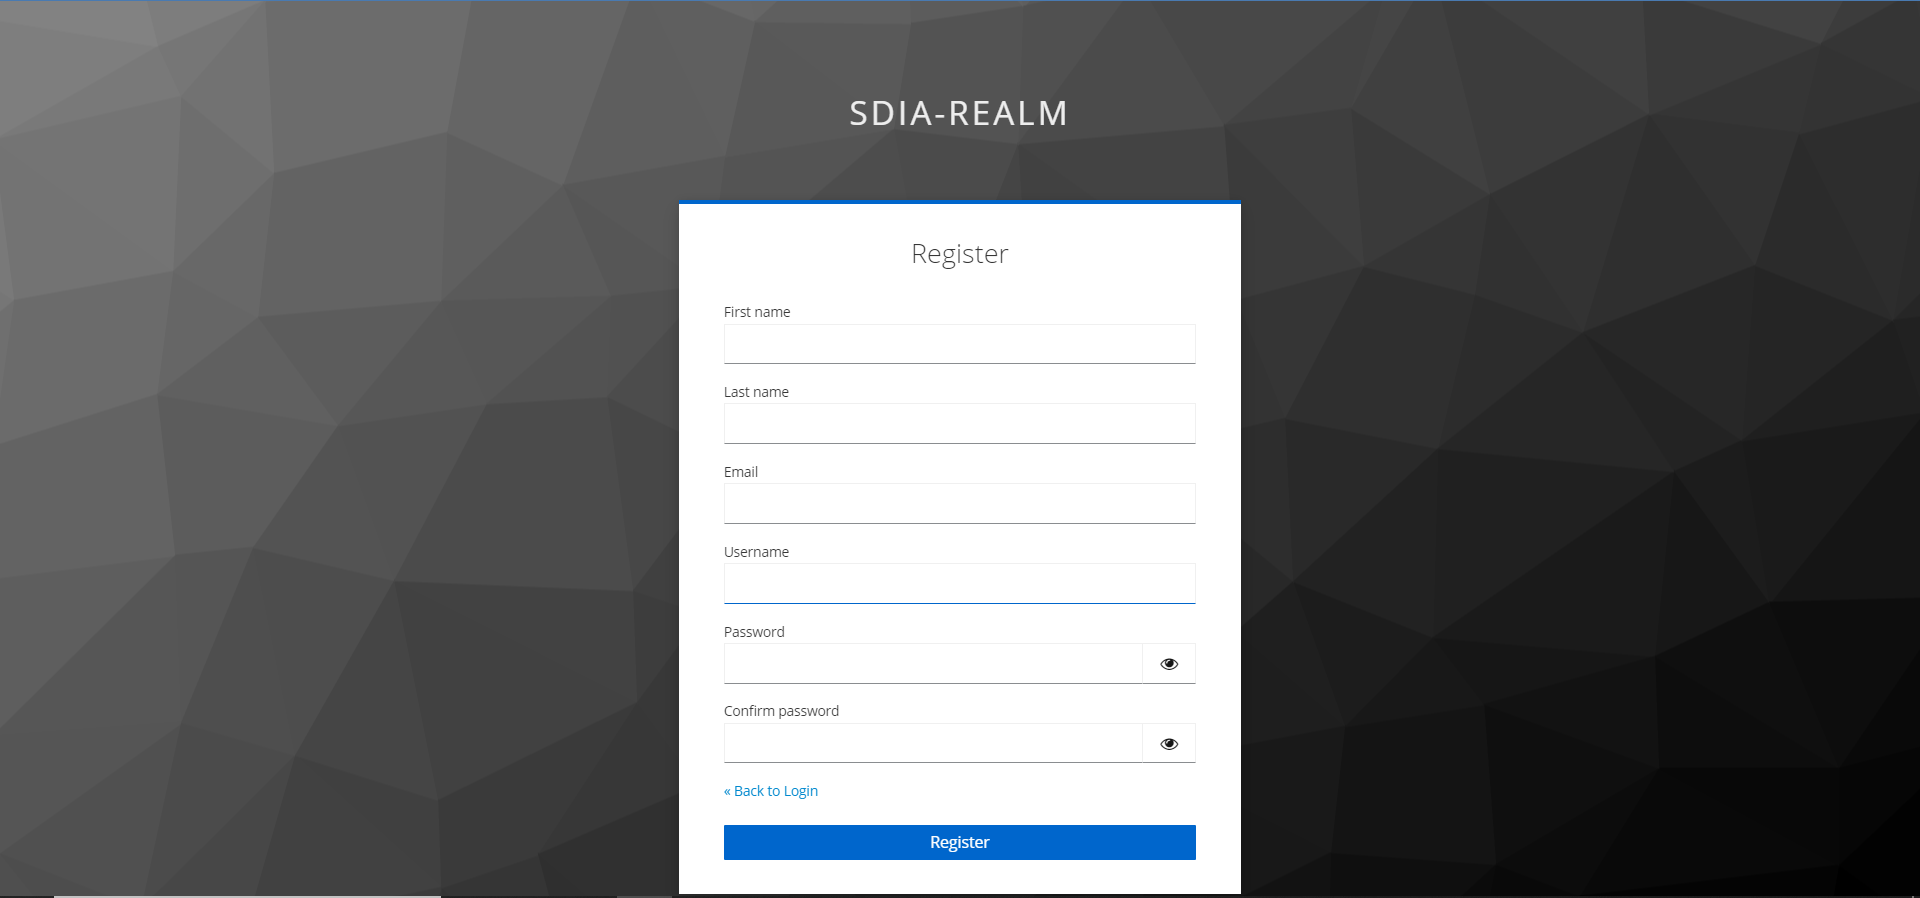 SDIA-REALM
Register
First name
Last name
Email
Username
Password
Confirm password
« Back to Login
Register